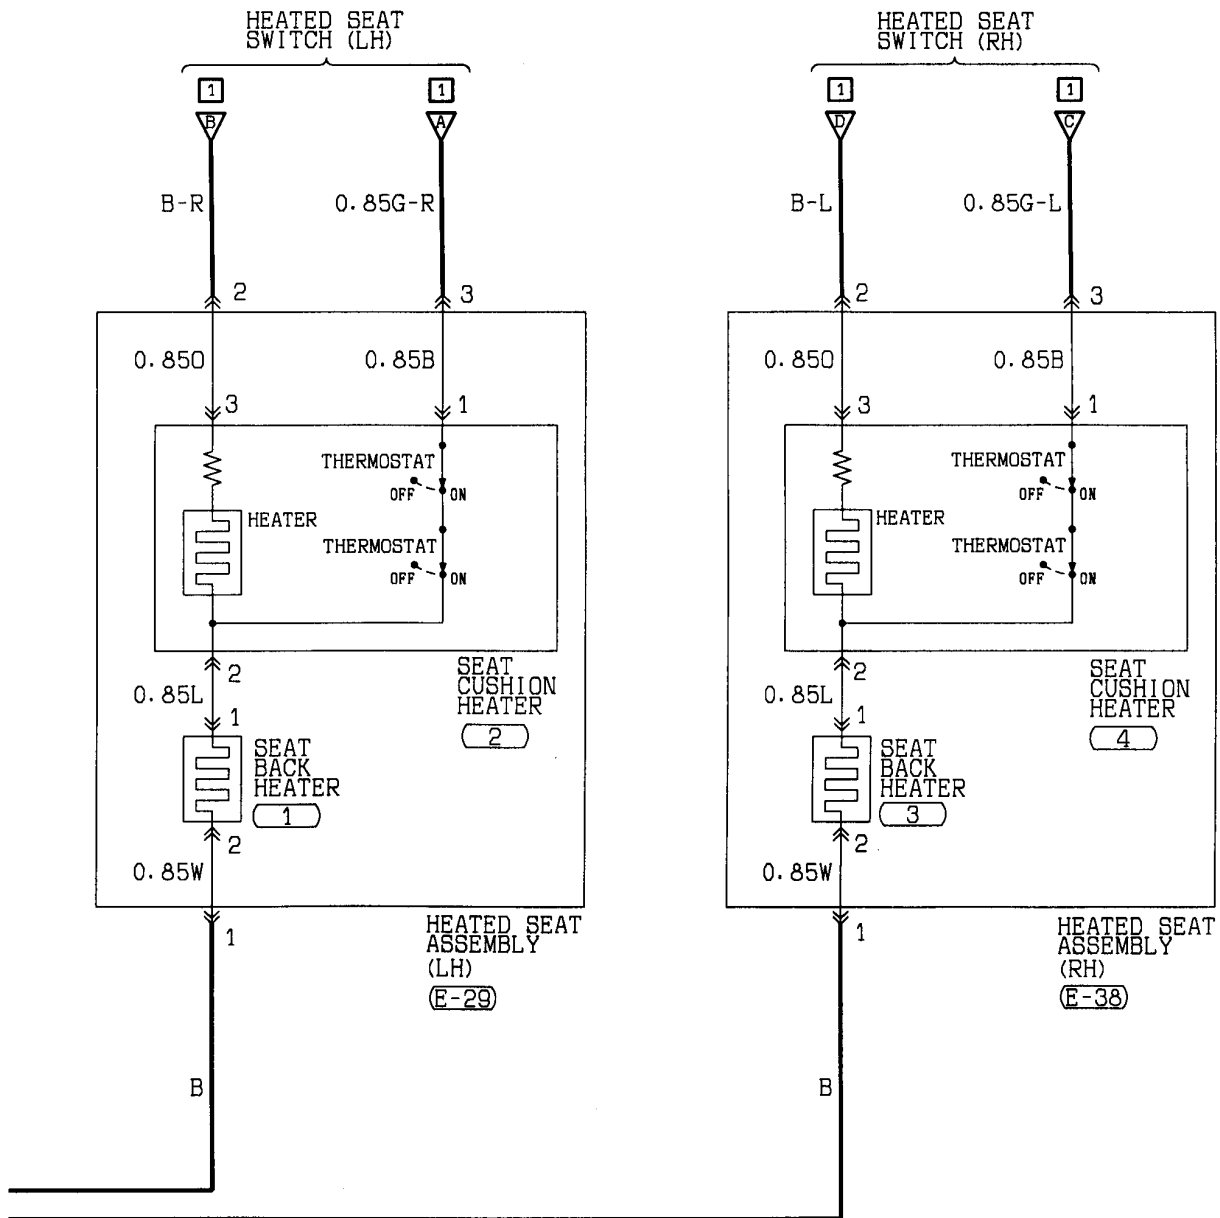 HEATED SEAT
SWITCH (LH)
1
1
B
A
B-R
0.85G-R
2
3
0.85O
0.85B
3
1
THERMOSTAT
OFF
ON
HEATER
THERMOSTAT
OFF
ON
2
SEAT
CUSHION
HEATER
2
0.85L
1
SEAT
BACK
HEATER
1
2
0.85W
1
HEATED SEAT
ASSEMBLY
(LH)
E-29
B
HEATED SEAT
SWITCH (RH)
1
1
D
C
B-L
0.85G-L
2
3
0.85O
0.85B
3
1
THERMOSTAT
OFF
ON
HEATER
THERMOSTAT
OFF
ON
2
SEAT
CUSHION
HEATER
4
0.85L
1
SEAT
BACK
HEATER
3
2
0.85W
1
HEATED SEAT
ASSEMBLY
(RH)
E-38
B